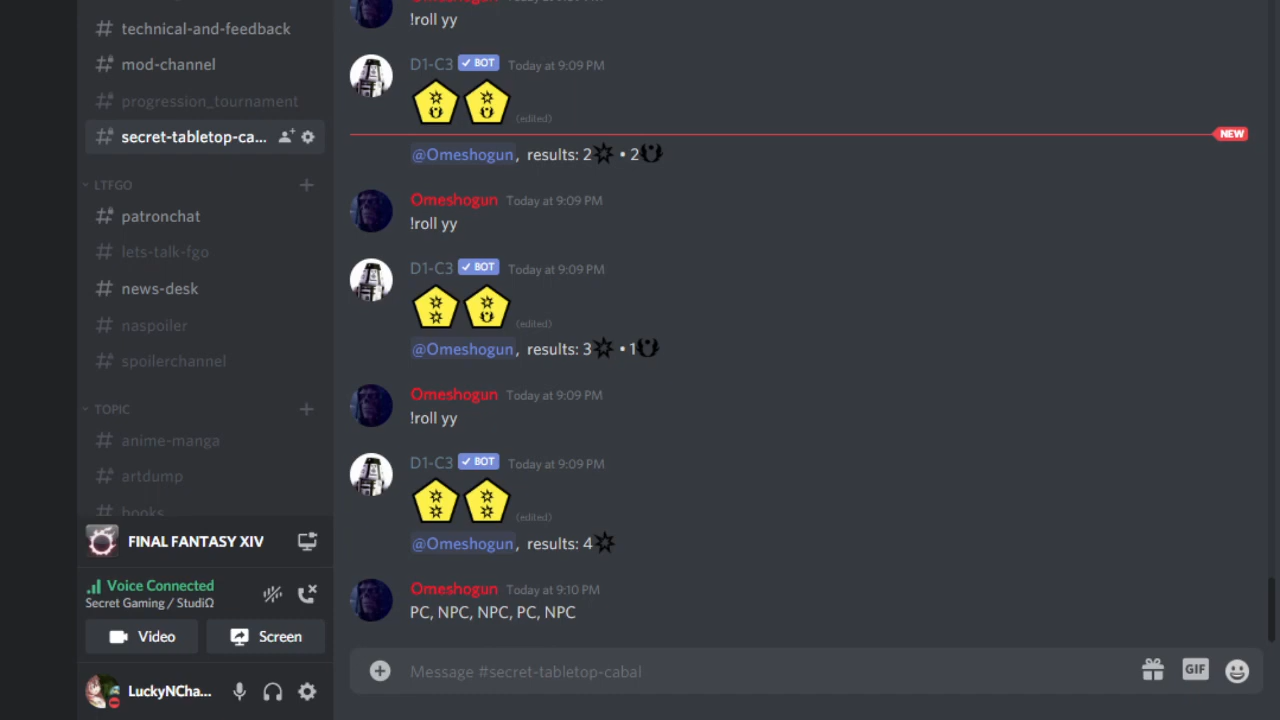 technical-and-feedback
mod-channel
progression_tournament
secret-tabletop-ca...
LTFGO
patronchat
lets-talk-fgo
news-desk
naspoiler
spoilerchannel
TOPIC
anime-manga
artdump
books
FINAL FANTASY XIV
Voice Connected
Secret Gaming / StudiΩ
Video Screen
LuckyNCha...
!roll yy
D1-C3 ✓ BOT Today at 9:09 PM
(edited)
NEW
@Omeshogun, results: 2 • 2
Omeshogun Today at 9:09 PM
!roll yy
D1-C3 ✓ BOT Today at 9:09 PM
(edited)
@Omeshogun, results: 3 • 1
Omeshogun Today at 9:09 PM
!roll yy
D1-C3 ✓ BOT Today at 9:09 PM
(edited)
@Omeshogun, results: 4
Omeshogun Today at 9:10 PM
PC, NPC, NPC, PC, NPC
Message #secret-tabletop-cabal
GIF